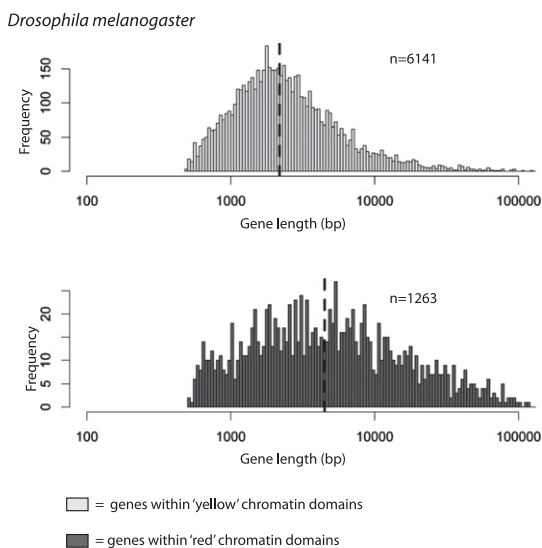 Drosophila melanogaster
n=6141
Frequency
150
100
50
0
100 1000 10000 100000
Gene length (bp)
n=1263
Frequency
20
10
5
0
100 1000 10000 100000
Gene length (bp)
= genes within ‘yellow’ chromatin domains
= genes within ‘red’ chromatin domains